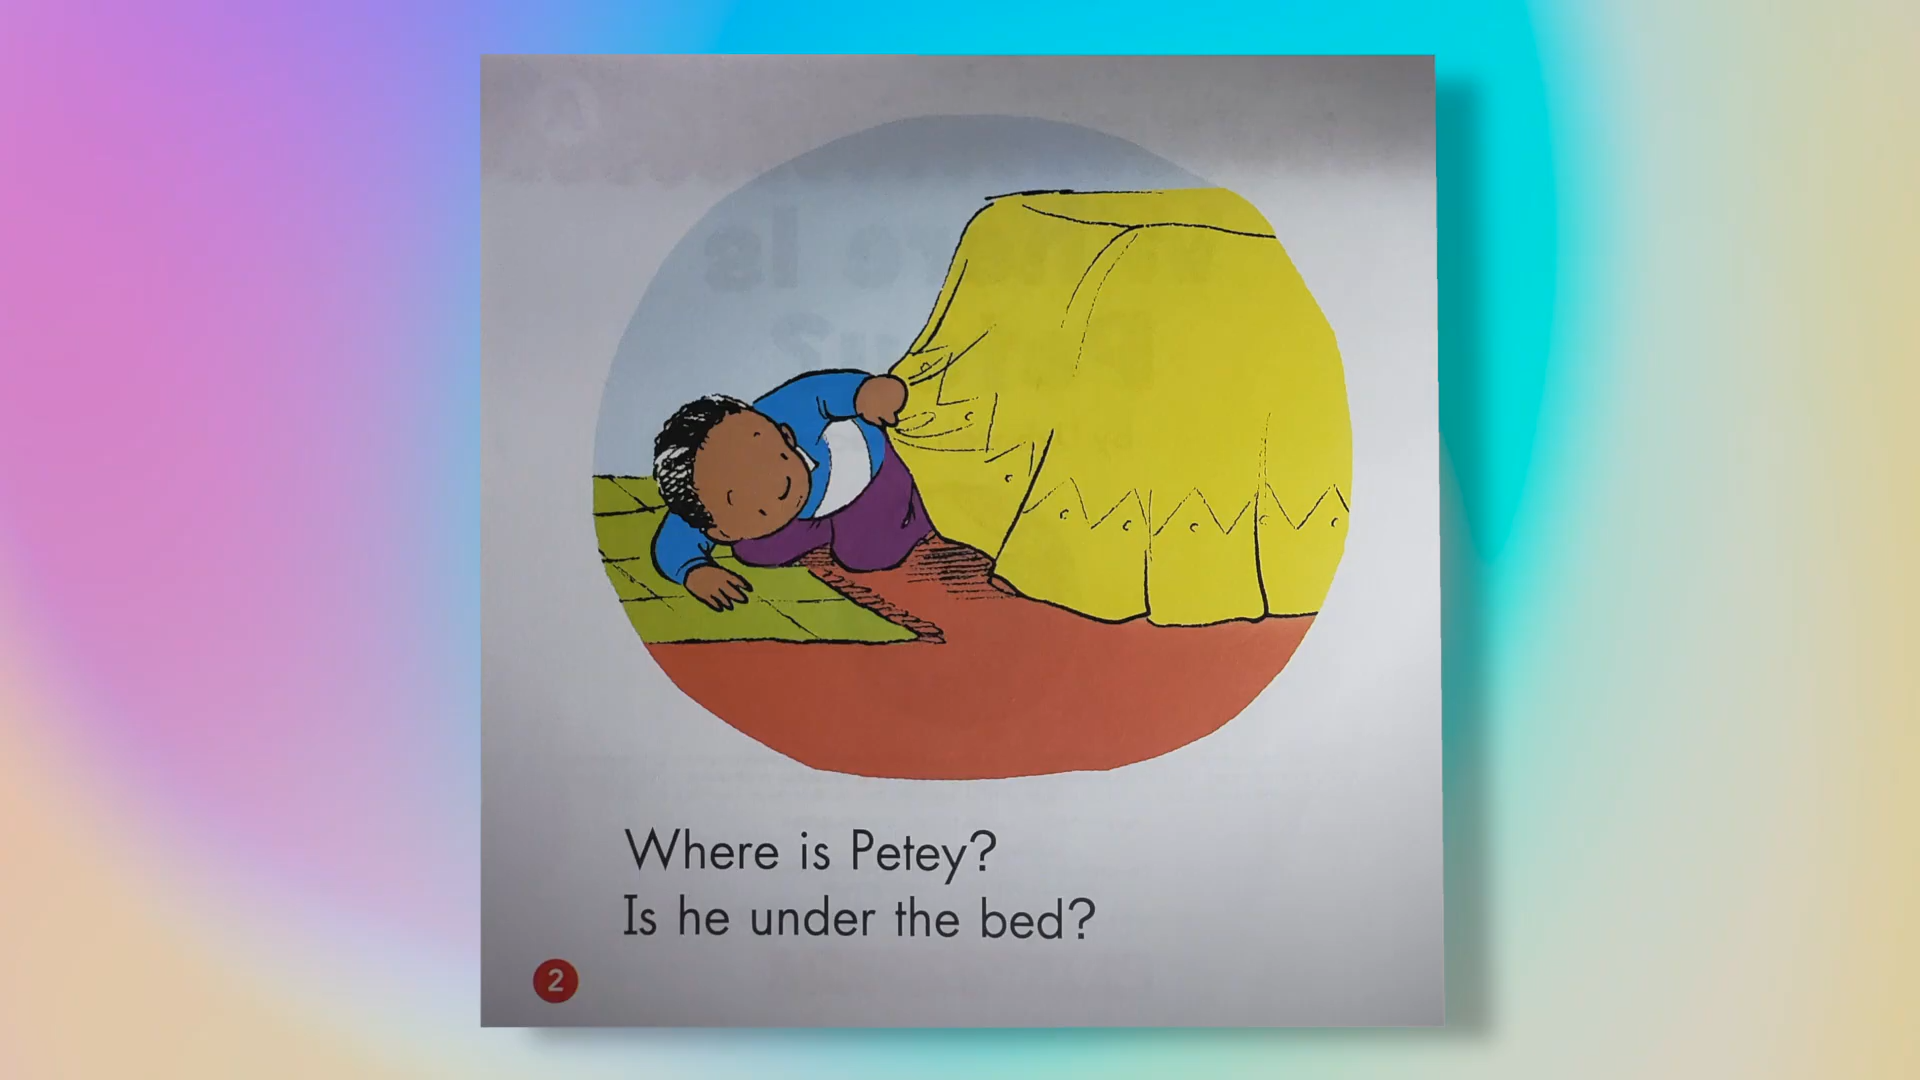 Where is Petey?
Is he under the bed?
2